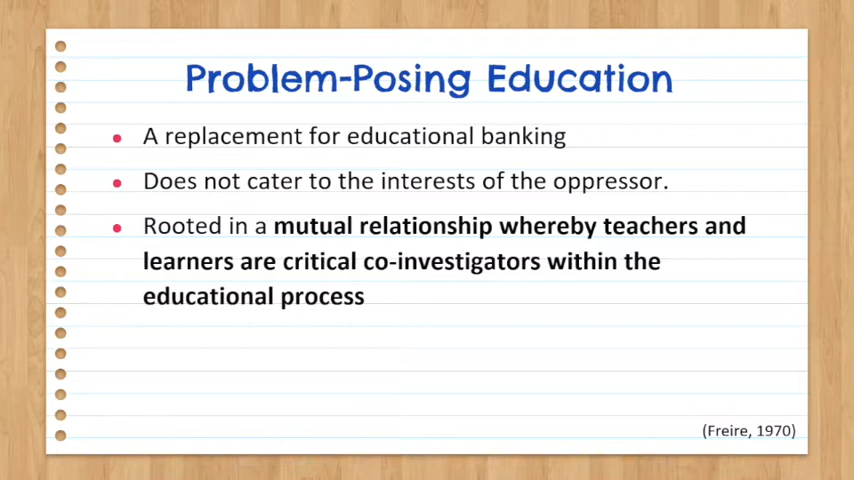 Problem-Posing Education
• A replacement for educational banking
• Does not cater to the interests of the oppressor.
• Rooted in a mutual relationship whereby teachers and
learners are critical co-investigators within the
educational process
(Freire, 1970)